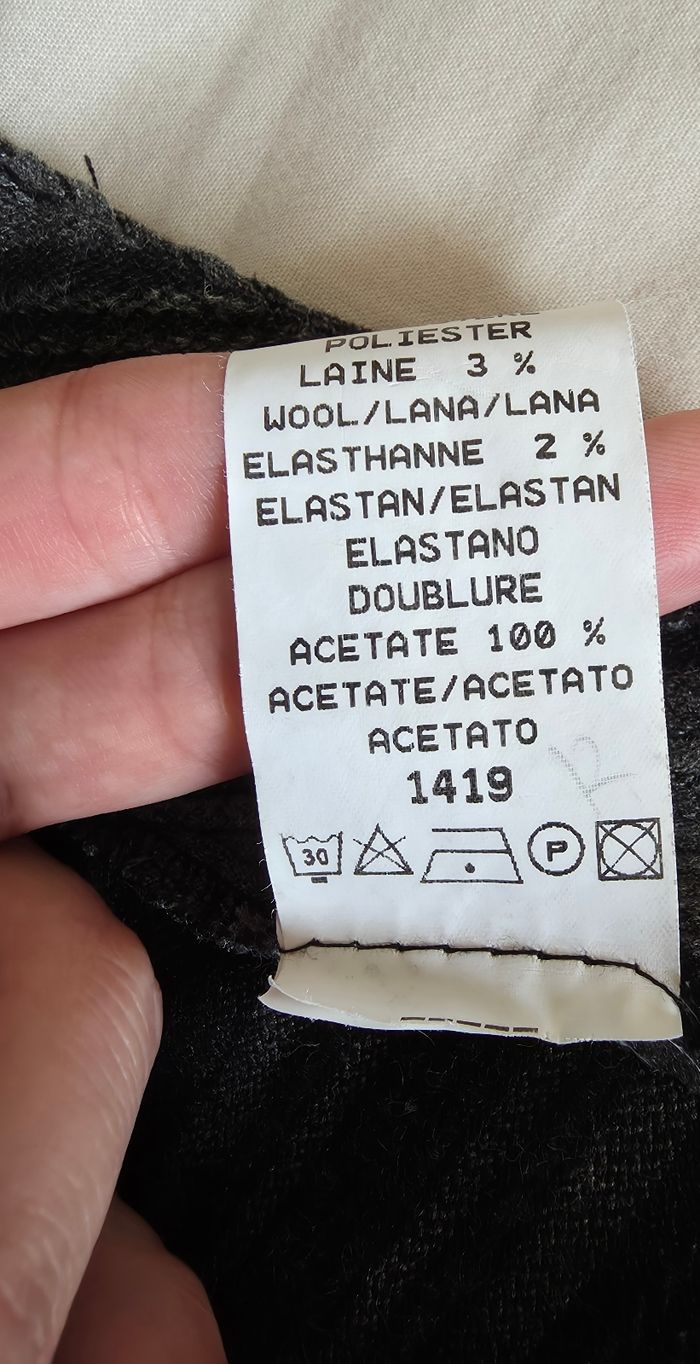 POLIESTER
LAINE 3 %
WOOL/LANA/LANA
ELASTHANNE 2 %
ELASTAN/ELASTAN
ELASTANO
DOUBLURE
ACETATE 100 %
ACETATE/ACETATO
ACETATO
1419
30 P